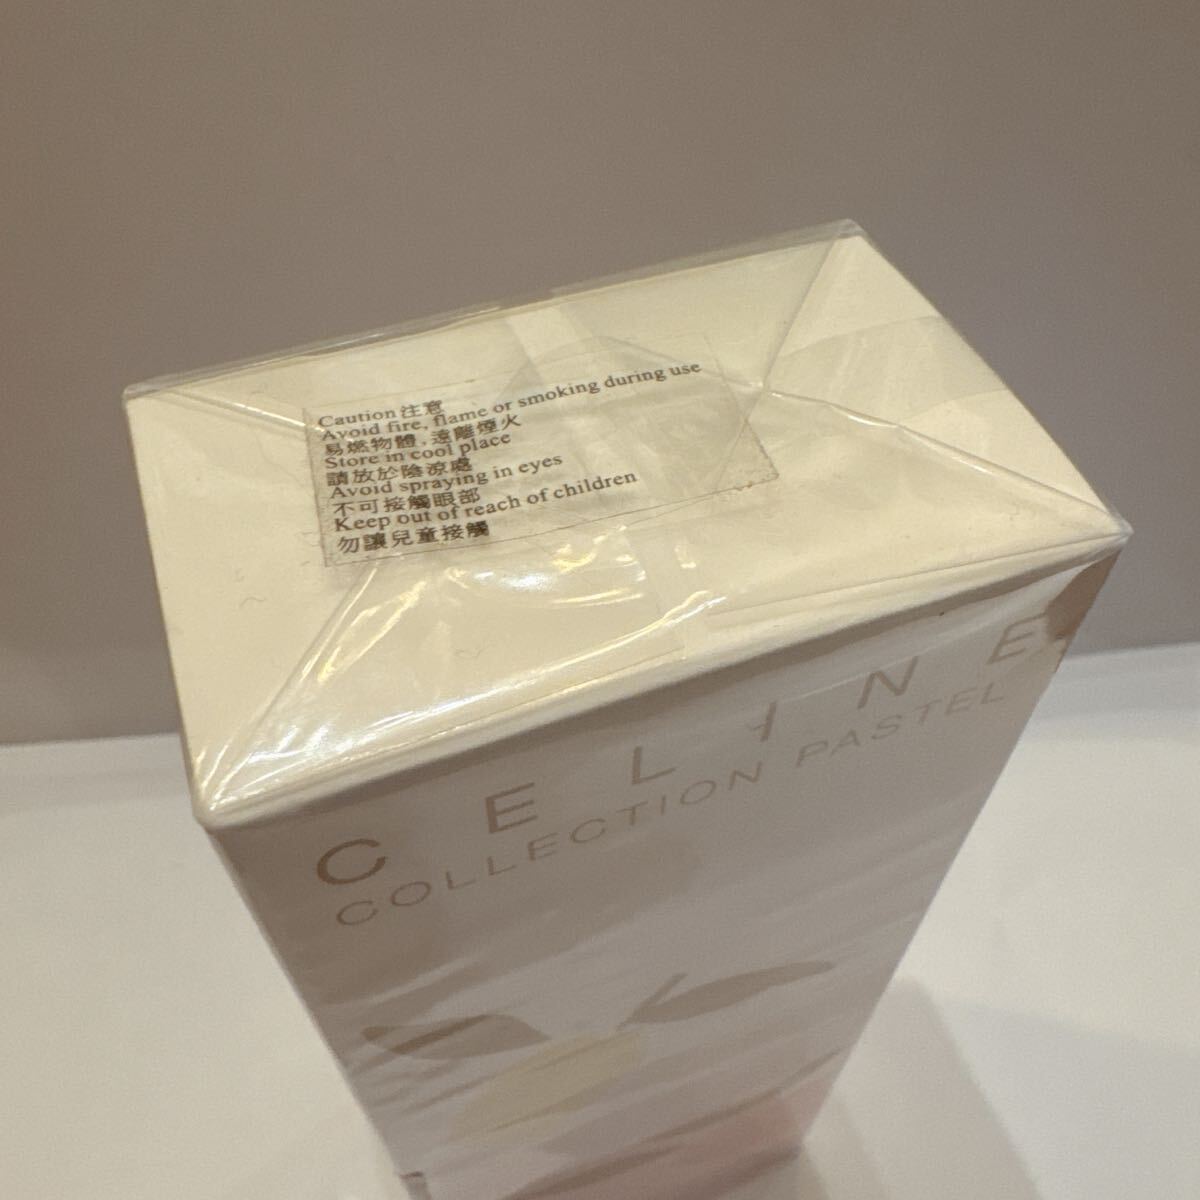 Caution 注意
Avoid fire, flame or smoking during use
易燃物體，遠離煙火
Store in cool place
請放於陰涼處
Avoid spraying in eyes
不可接觸眼部
Keep out of reach of children
勿讓兒童接觸
CELINE
COLLECTION PASTEL